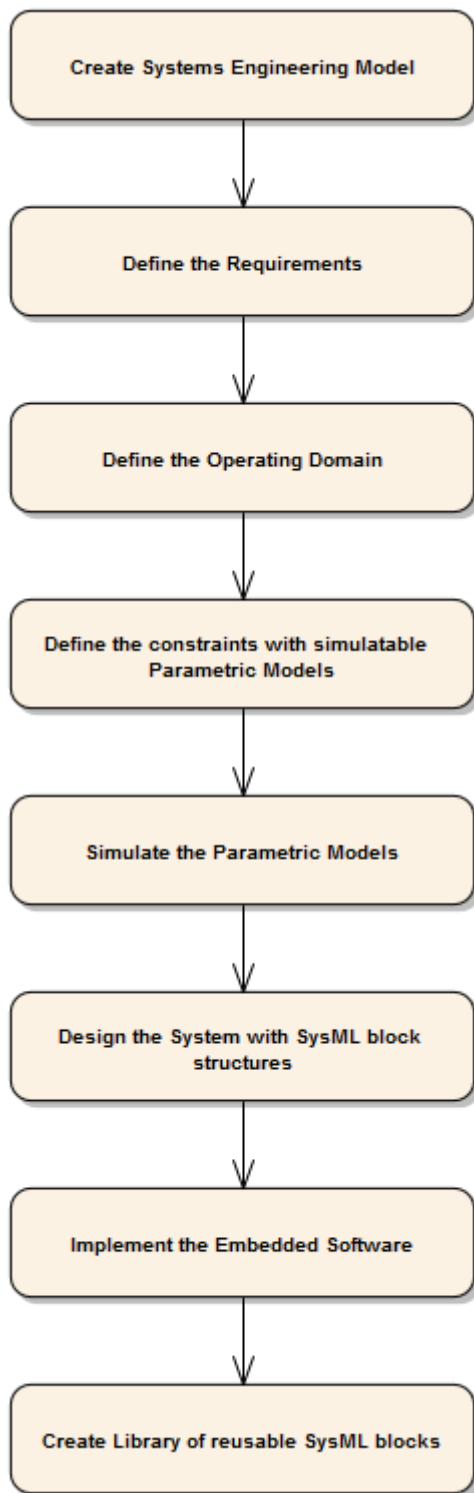 Create Systems Engineering Model
Define the Requirements
Define the Operating Domain
Define the constraints with simulatable
Parametric Models
Simulate the Parametric Models
Design the System with SysML block
structures
Implement the Embedded Software
Create Library of reusable SysML blocks